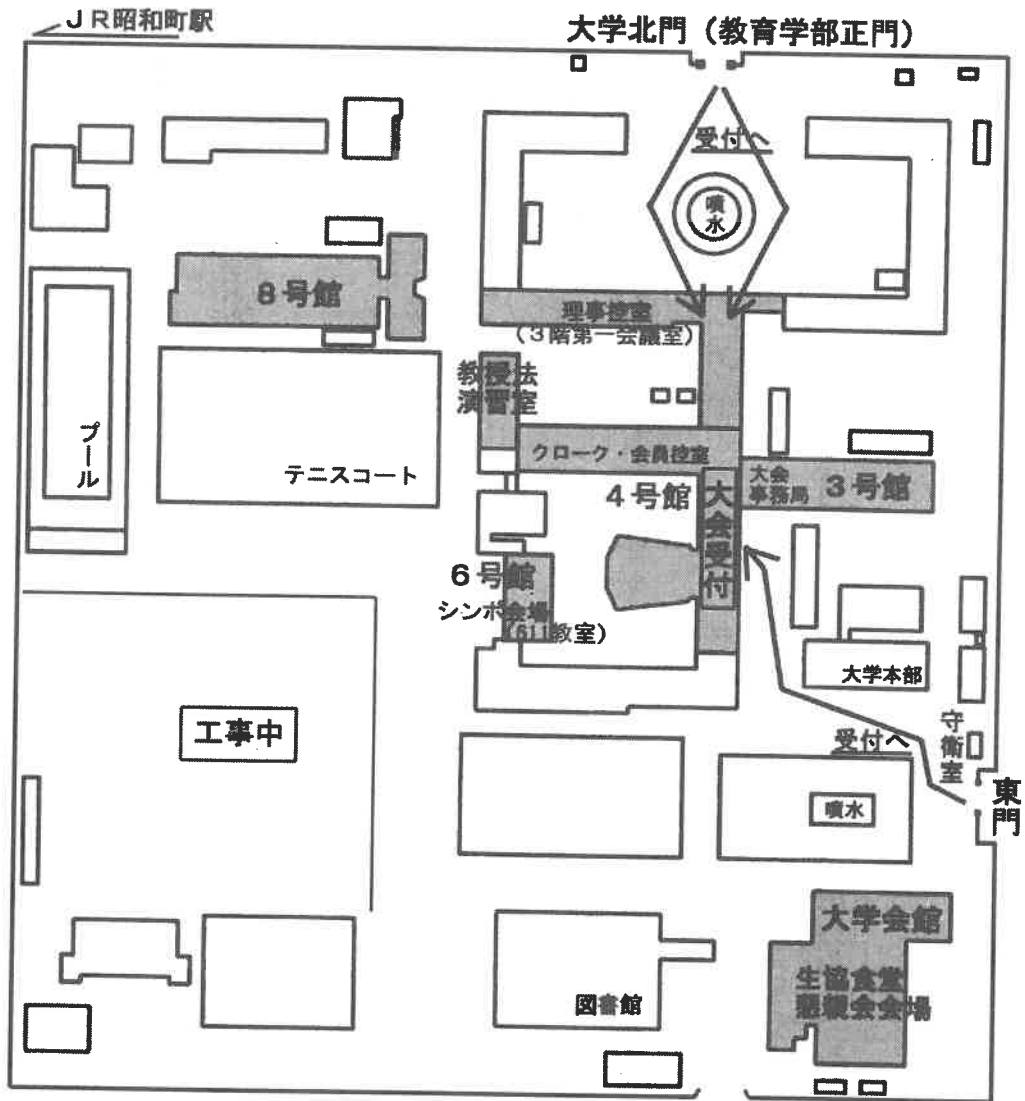 JR昭和町駅
大学北門（教育学部正門）
受付へ
噴水
8号館
理事控室
（3階第一会議室）
教授法
演習室
プール
テニスコート
クローク・会員控室
4号館
大会受付
大会
事務局
3号館
6号館
シンポ会場
（611教室）
大学本部
工事中
受付へ
守衛室
東門
噴水
大学会館
生協食堂
懇親会会場
図書館